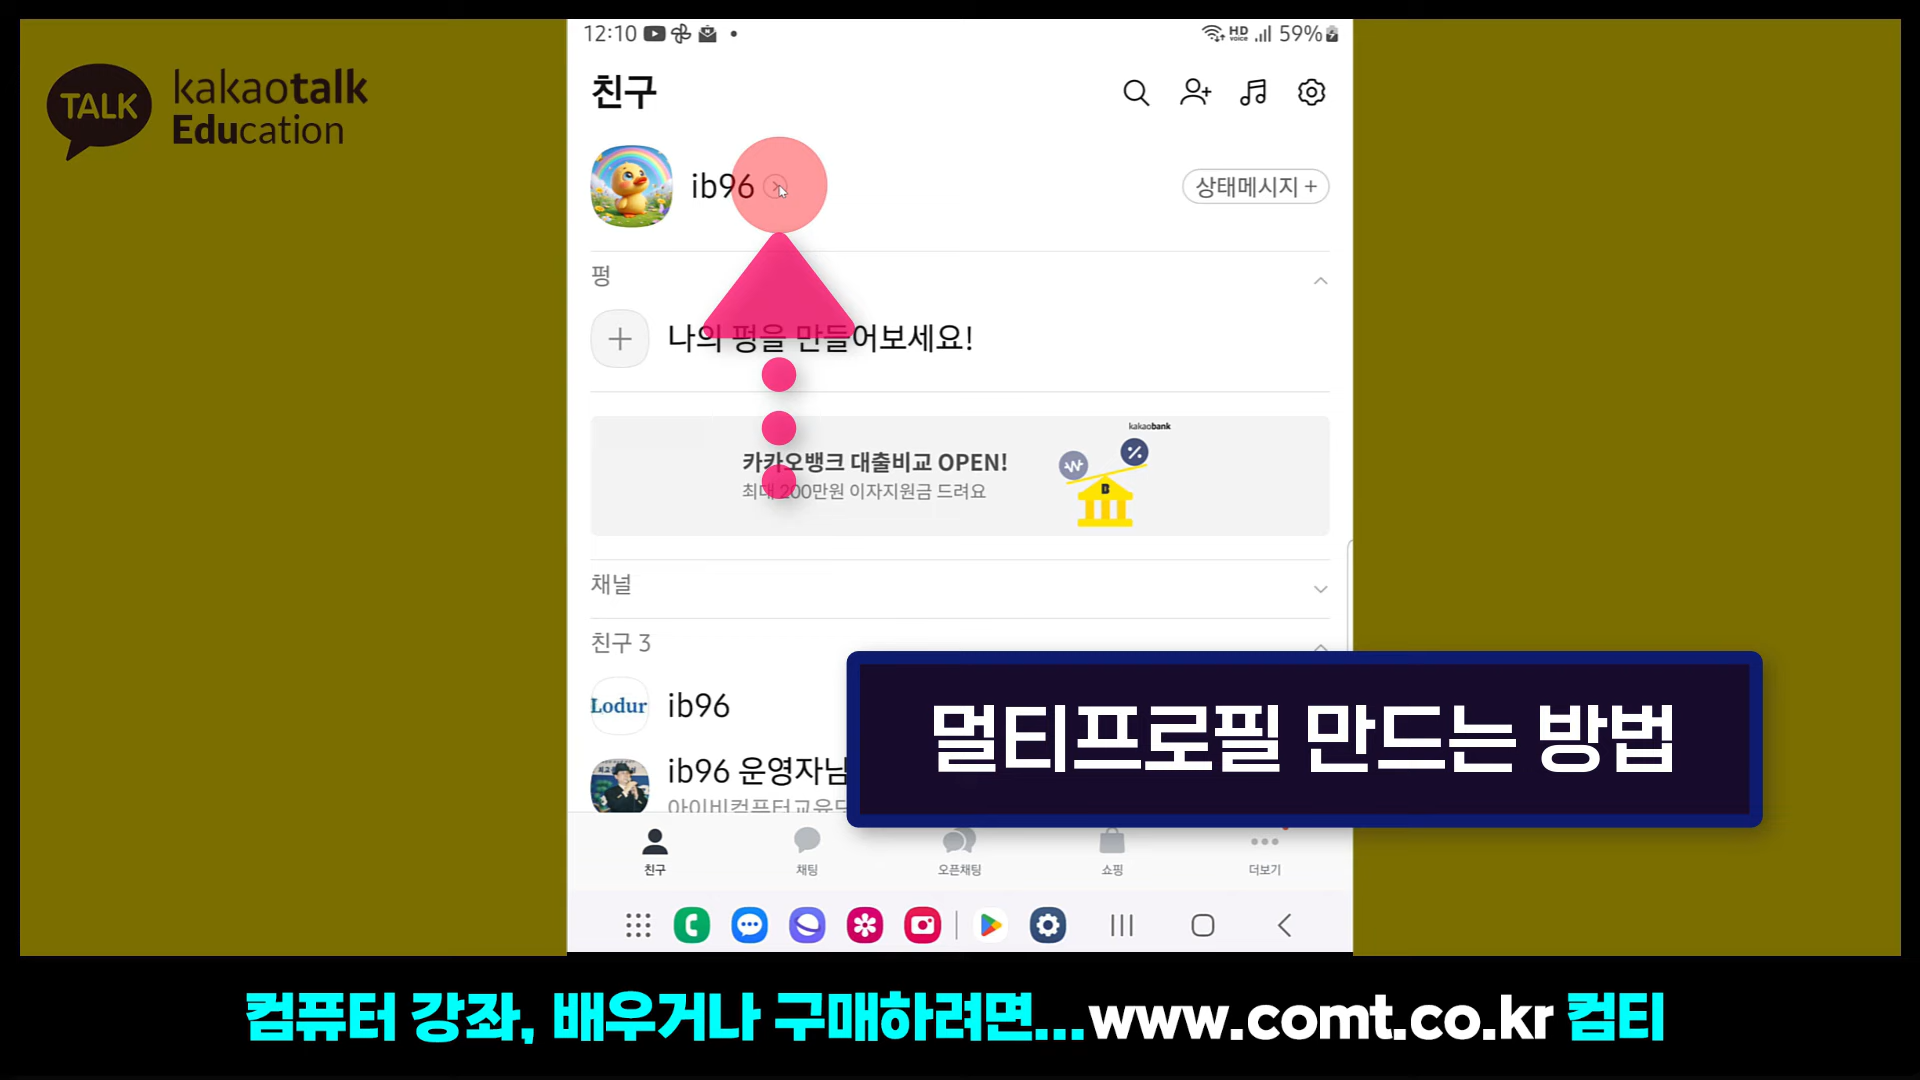 TALK
kakaotalk
Education
12:10
HD voice 59%
친구
ib96
상태메시지 +
펑
나의 펑을 만들어보세요!
kakaobank
카카오뱅크 대출비교 OPEN!
최대 200만원 이자지원금 드려요
채널
친구 3
Lodur
ib96
ib96 운영자님
멀티프로필 만드는 방법
친구
채팅
오픈채팅
쇼핑
더보기
컴퓨터 강좌, 배우거나 구매하려면...www.comt.co.kr 컴티